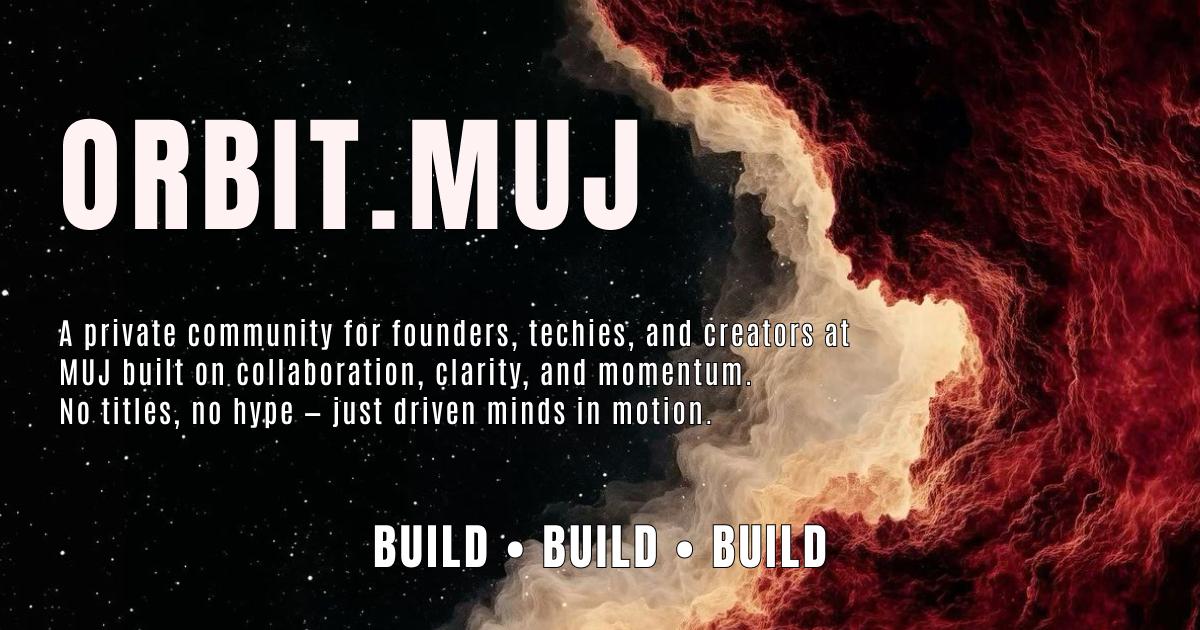 ORBIT.MUJ
A private community for founders, techies, and creators at
MUJ built on collaboration, clarity, and momentum.
No titles, no hype – just driven minds in motion.
BUILD • BUILD • BUILD